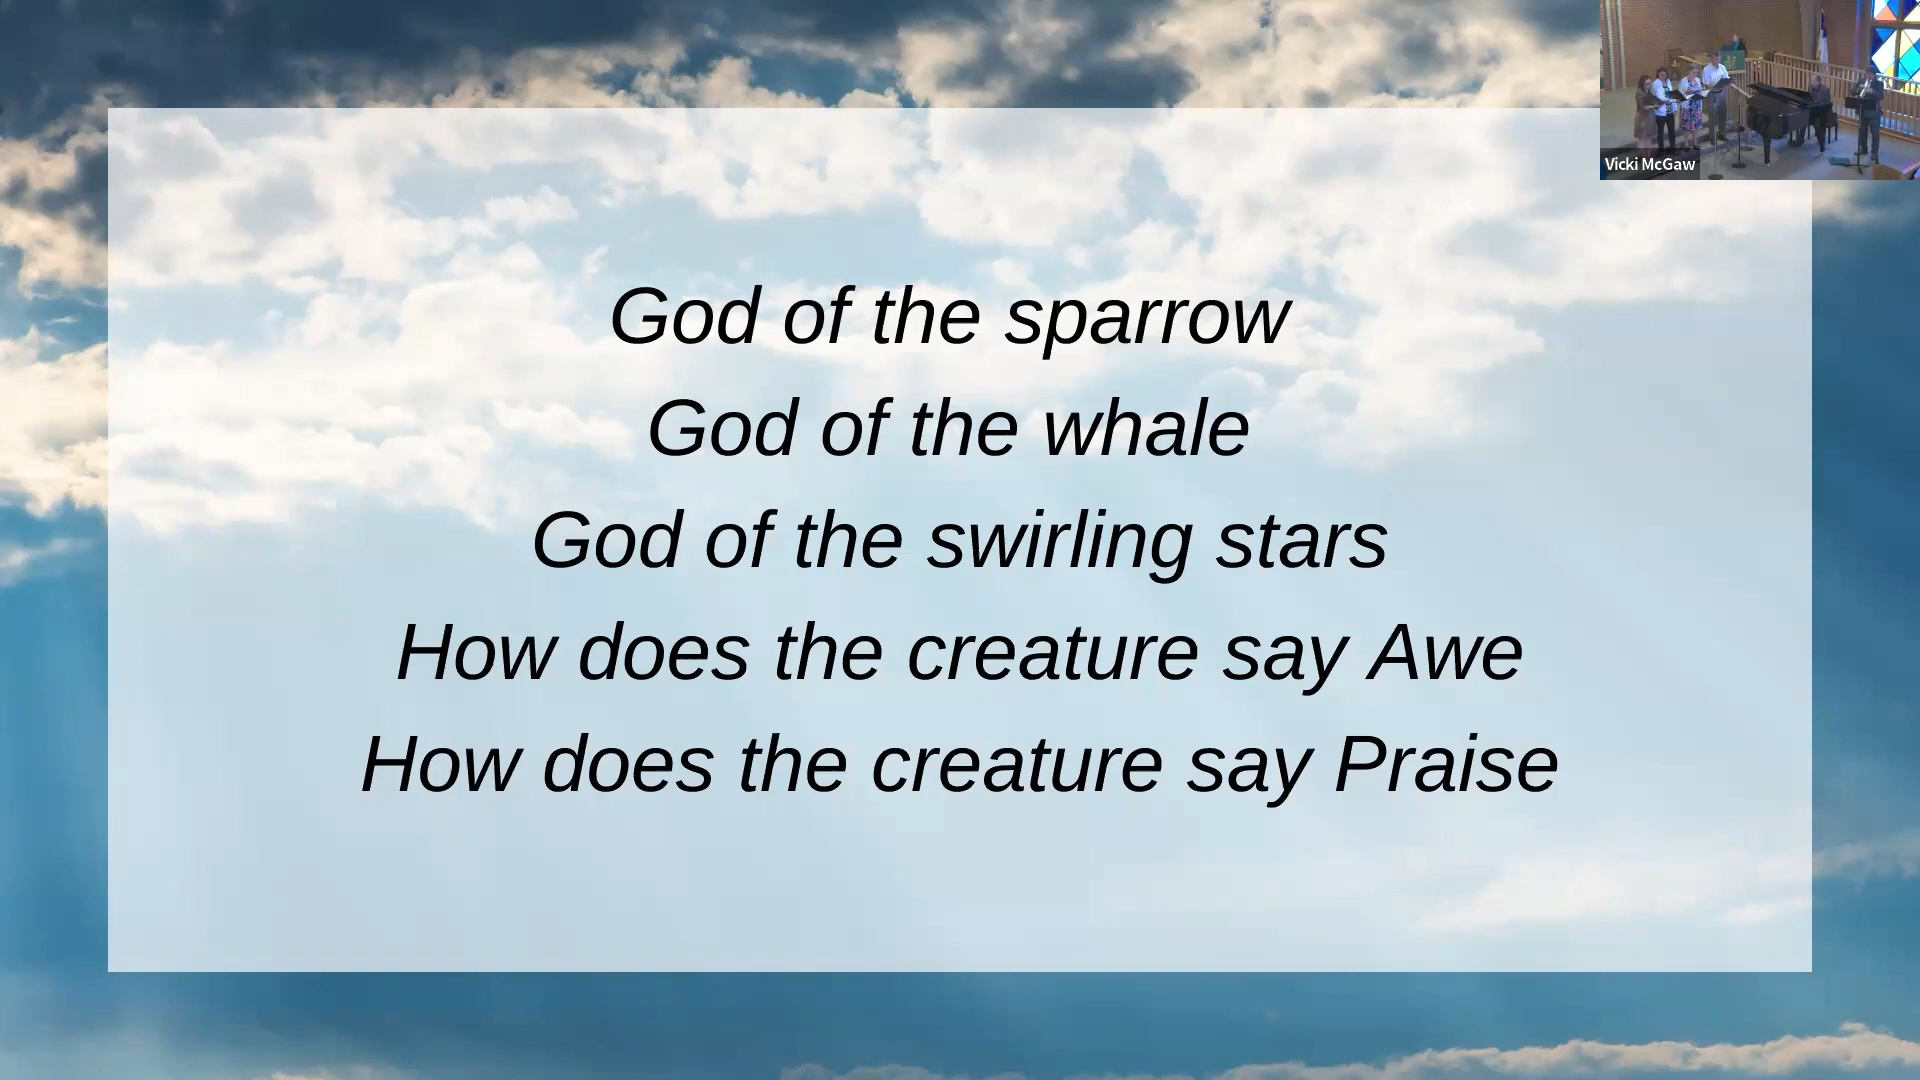 God of the sparrow
God of the whale
God of the swirling stars
How does the creature say Awe
How does the creature say Praise
Vicki McGaw